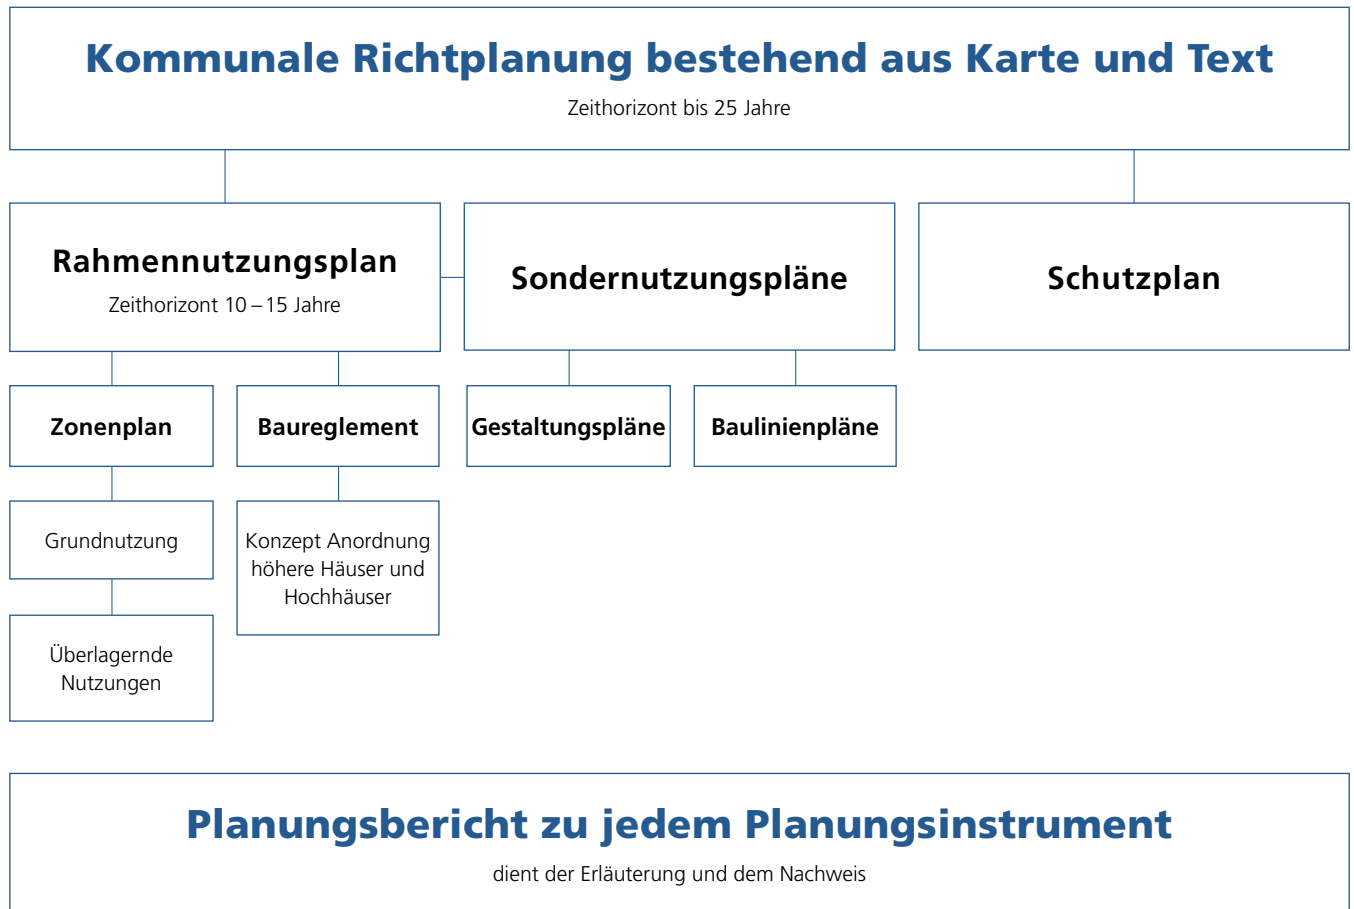 Kommunale Richtplanung bestehend aus Karte und Text
Zeithorizont bis 25 Jahre
Rahmennutzungsplan
Zeithorizont 10 – 15 Jahre
Sondernutzungspläne
Schutzplan
Zonenplan
Baureglement
Gestaltungspläne
Baulinienpläne
Grundnutzung
Konzept Anordnung
höhere Häuser und
Hochhäuser
Überlagernde
Nutzungen
Planungsbericht zu jedem Planungsinstrument
dient der Erläuterung und dem Nachweis